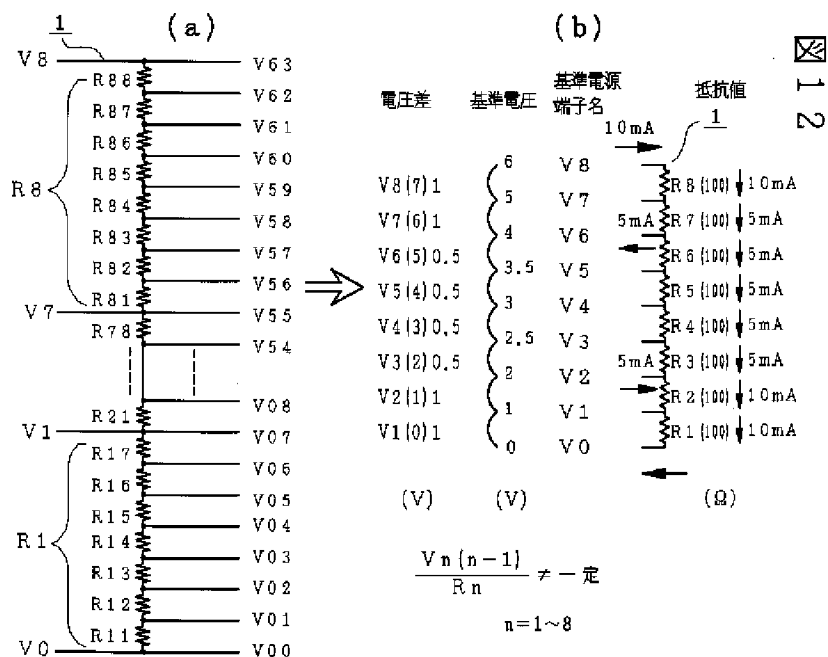 図12
(a)
1
V8
R88
R87
R86
R85
R84
R83
R82
R81
R8
V7
R78
R21
V1
R17
R16
R15
R14
R13
R12
R11
R1
V0
V63
V62
V61
V60
V59
V58
V57
V56
V55
V54
V08
V07
V06
V05
V04
V03
V02
V01
V00
(b)
電圧差 基準電圧 基準電源端子名 抵抗値
10mA 1
6 V8
V8(7)1 R8(100) 10mA
5 V7
V7(6)1 R7(100) 5mA
4 V6 5mA
V6(5)0.5 R6(100) 5mA
3.5 V5
V5(4)0.5 R5(100) 5mA
3 V4
V4(3)0.5 R4(100) 5mA
2.5 V3
V3(2)0.5 R3(100) 5mA
2 V2 5mA
V2(1)1 R2(100) 10mA
1 V1
V1(0)1 R1(100) 10mA
0 V0
(V) (V) (Ω)
Vn(n-1)
Rn
≠一定
n=1~8